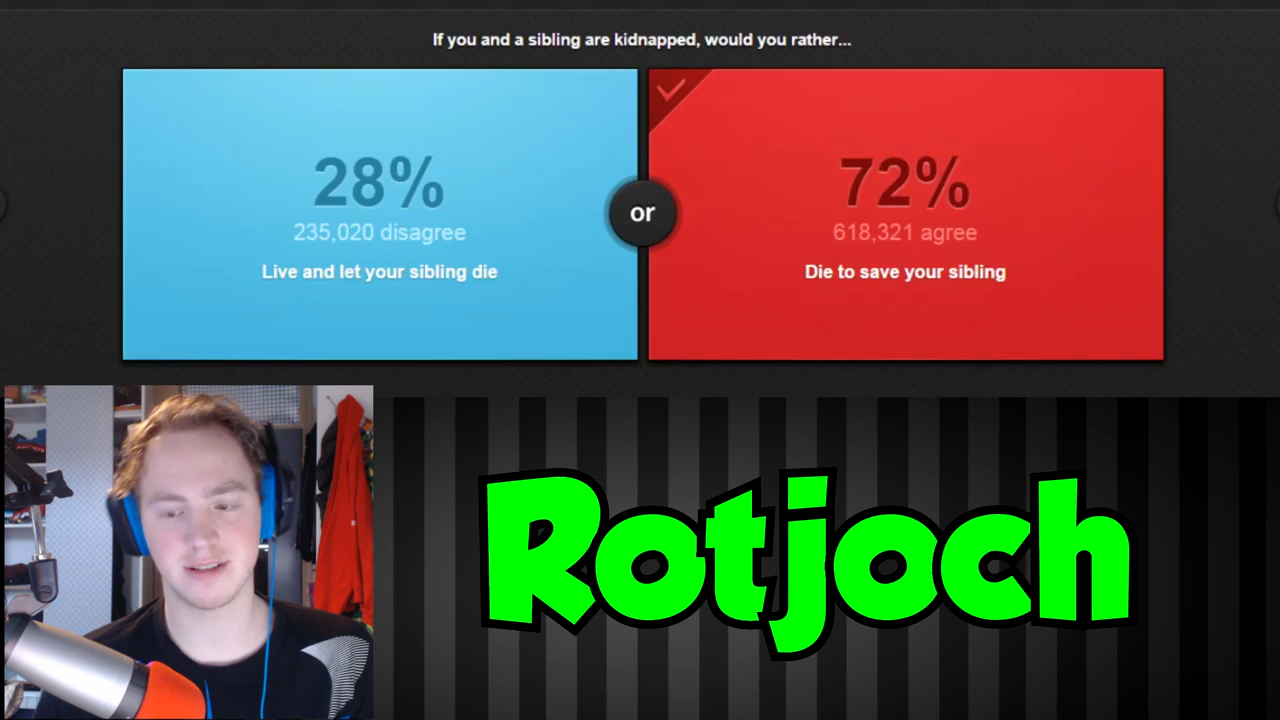 If you and a sibling are kidnapped, would you rather...
28%
235,020 disagree
Live and let your sibling die
or
72%
618,321 agree
Die to save your sibling
Rotjoch